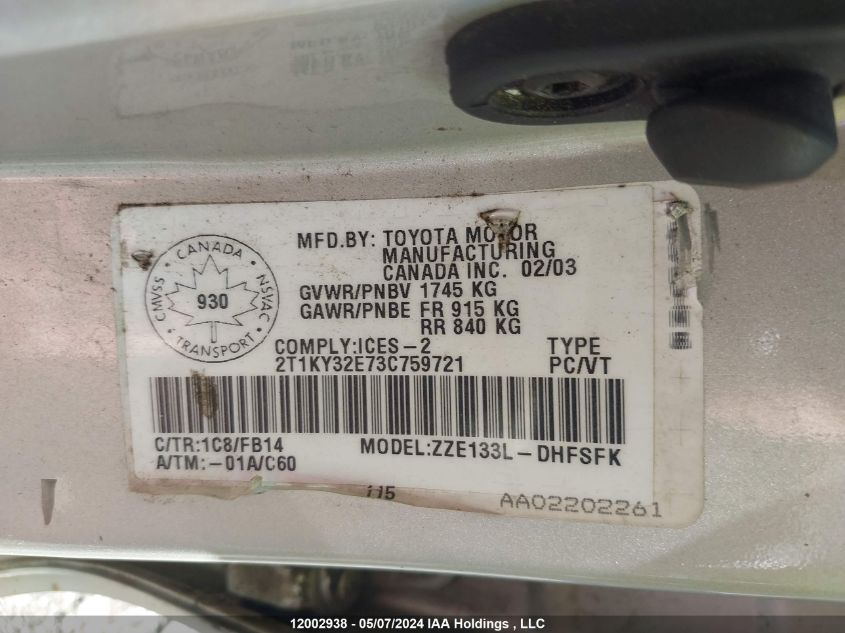 MFD.BY: TOYOTA MOTOR
MANUFACTURING
CANADA INC. 02/03
GVWR/PNBV 1745 KG
GAWR/PNBE FR 915 KG
RR 840 KG
CANADA
CMVSS
930
NSVAC
TRANSPORT
COMPLY:ICES-2
TYPE
2T1KY32E73C759721
PC/VT
C/TR:1C8/FB14
MODEL:ZZE133L-DHFSFK
A/TM:-01A/C60
115
AA02202261
12002938 - 05/07/2024 IAA Holdings , LLC